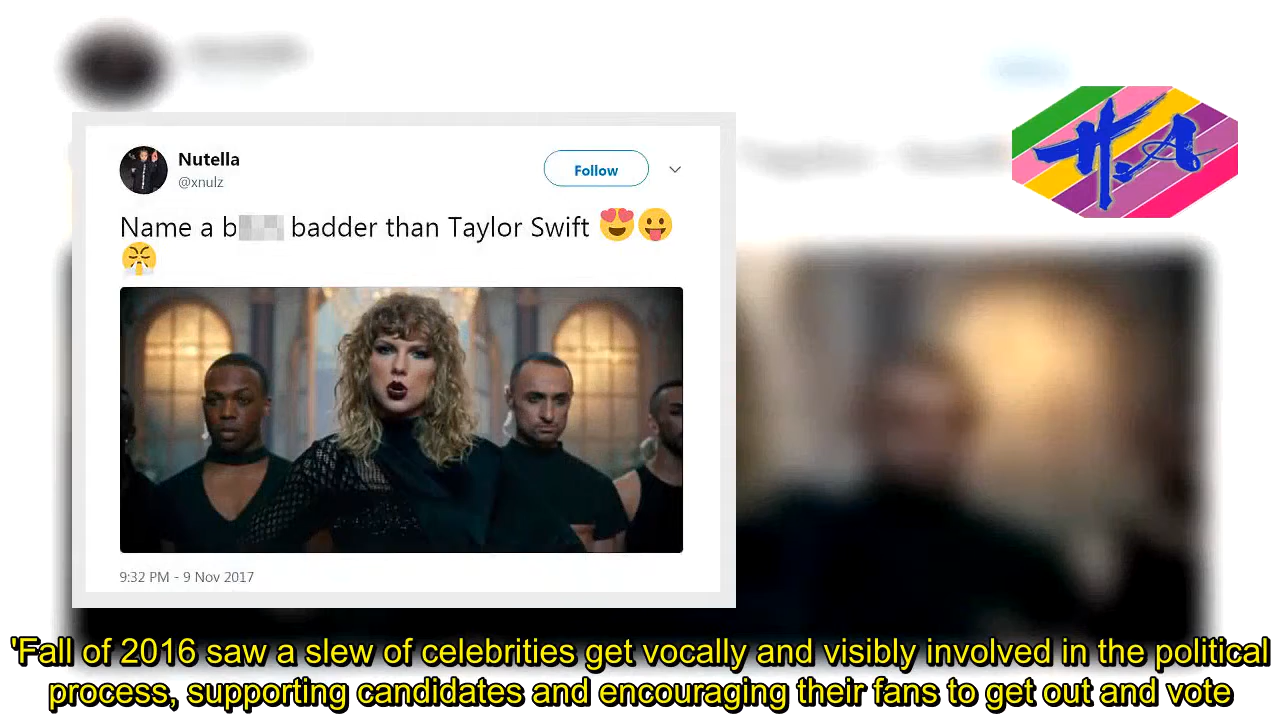 Nutella
@xnulz
Follow
Name a b badder than Taylor Swift 😍😛
😤
9:32 PM - 9 Nov 2017
H.A
'Fall of 2016 saw a slew of celebrities get vocally and visibly involved in the political
process, supporting candidates and encouraging their fans to get out and vote